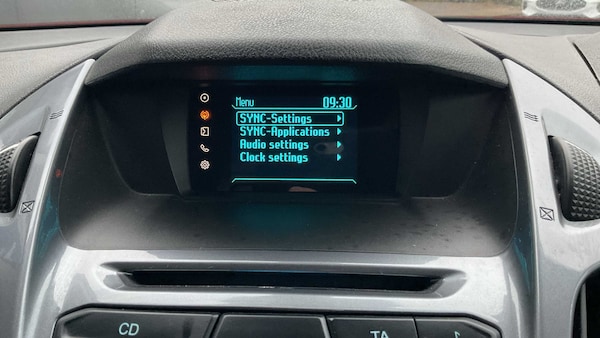 Menu 09:30
SYNC-Settings
SYNC-Applications
Audio settings
Clock settings
CD TA